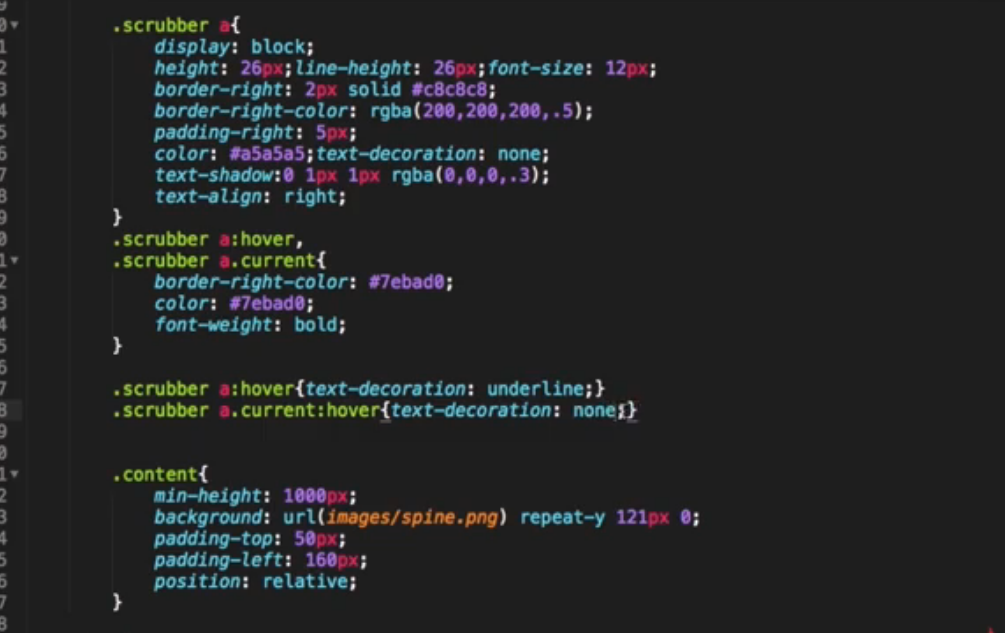 9
0 .scrubber a{
1 display: block;
2 height: 26px;line-height: 26px;font-size: 12px;
3 border-right: 2px solid #c8c8c8;
4 border-right-color: rgba(200,200,200,.5);
5 padding-right: 5px;
6 color: #a5a5a5;text-decoration: none;
7 text-shadow:0 1px 1px rgba(0,0,0,.3);
8 text-align: right;
9 }
0 .scrubber a:hover,
1 .scrubber a.current{
2 border-right-color: #7ebad0;
3 color: #7ebad0;
4 font-weight: bold;
5 }
6
7 .scrubber a:hover{text-decoration: underline;}
8 .scrubber a.current:hover{text-decoration: none;}
9
0
1 .content{
2 min-height: 1000px;
3 background: url(images/spine.png) repeat-y 121px 0;
4 padding-top: 50px;
5 padding-left: 160px;
6 position: relative;
7 }
8